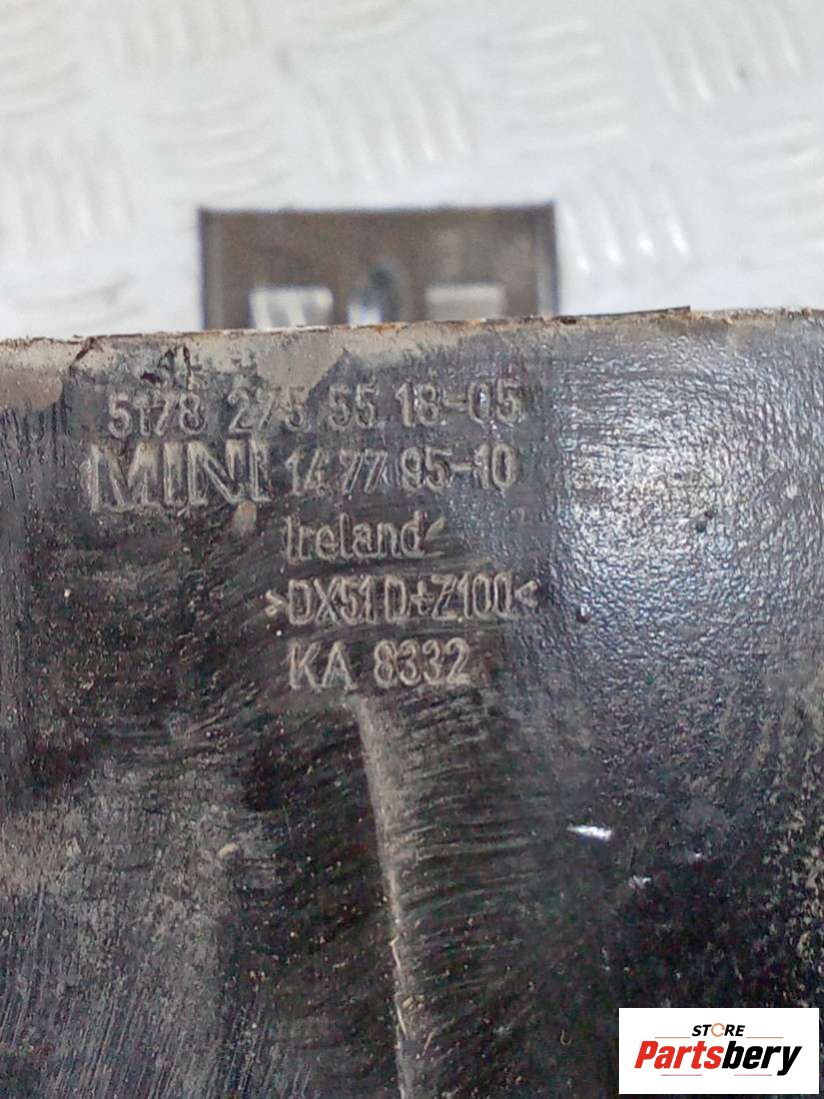 5178 275 55 18-05
MINI 14 77 95-10
Ireland
>DX51D+Z100<
KA 8332
STORE
Partsbery